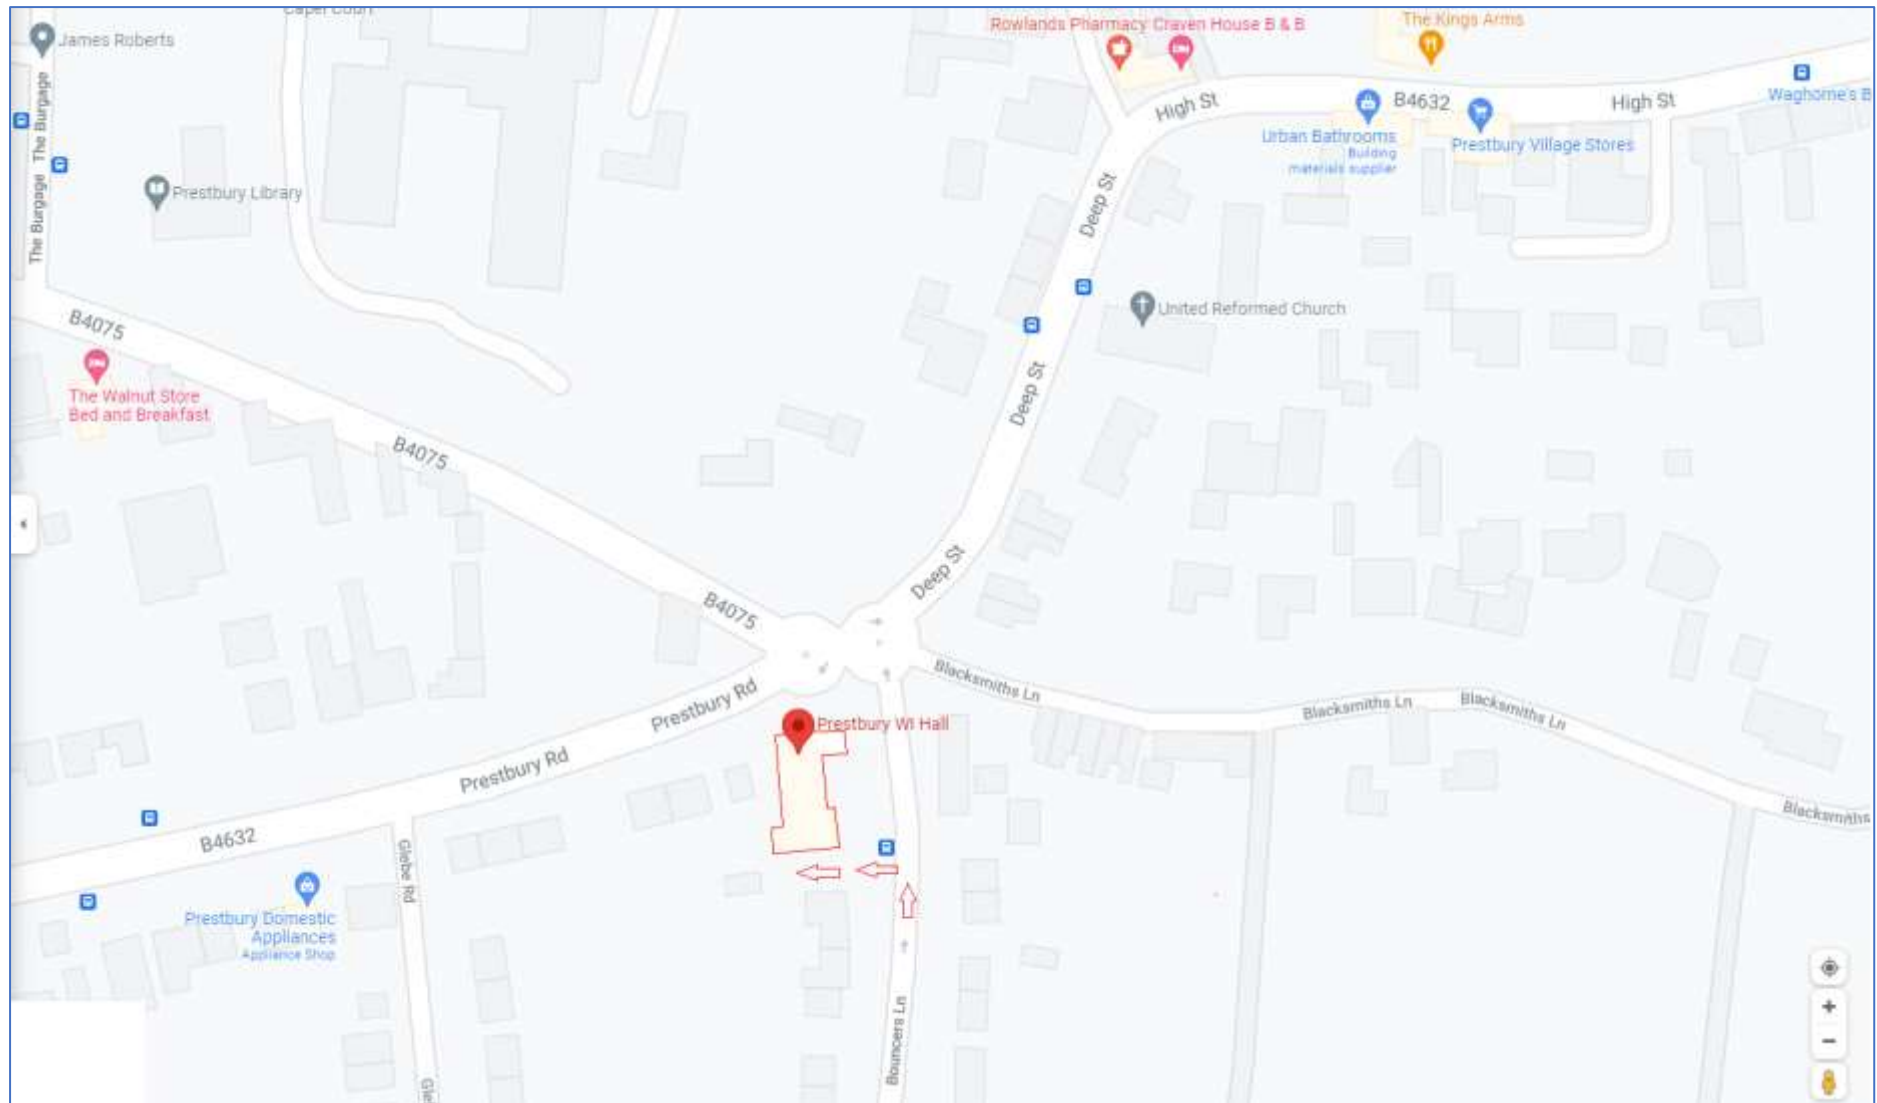 Capel Court
Rowlands Pharmacy
Craven House B & B
The Kings Arms
James Roberts
The Burgage
The Burgage
High St
B4632
High St
Waghorne's B
Urban Bathrooms
Building
materials supplier
Prestbury Village Stores
Prestbury Library
Deep St
United Reformed Church
B4075
The Walnut Store
Bed and Breakfast
Deep St
B4075
Deep St
B4075
Blacksmiths Ln
Blacksmiths Ln
Blacksmiths Ln
Prestbury Rd
Prestbury WI Hall
Prestbury Rd
Blacksmiths
B4632
Glebe Rd
Prestbury Domestic
Appliances
Appliance Shop
Bouncers Ln
Gle